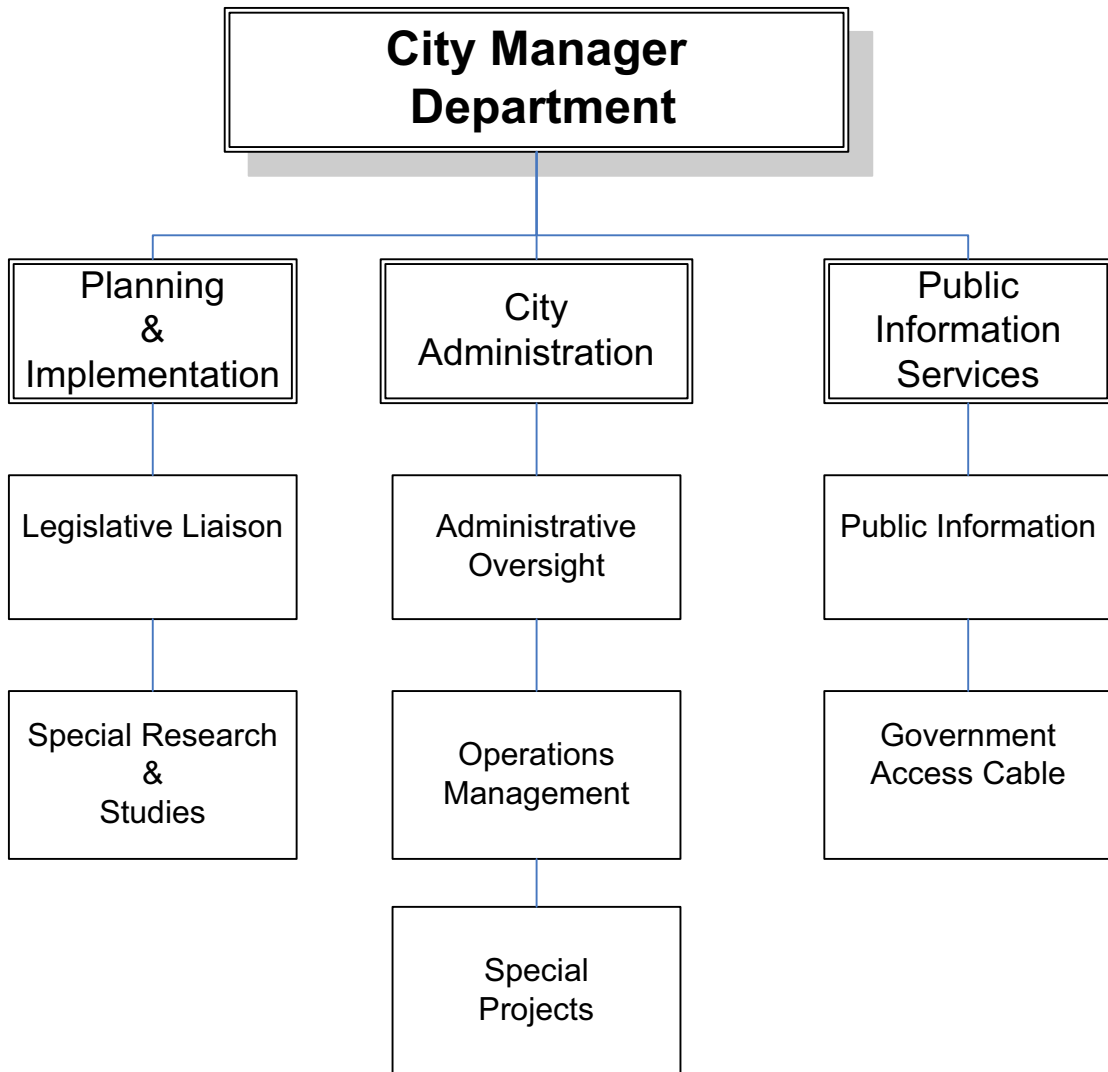 City Manager
Department
Planning
&
Implementation
City
Administration
Public
Information
Services
Legislative Liaison
Administrative
Oversight
Public Information
Special Research
&
Studies
Operations
Management
Government
Access Cable
Special
Projects